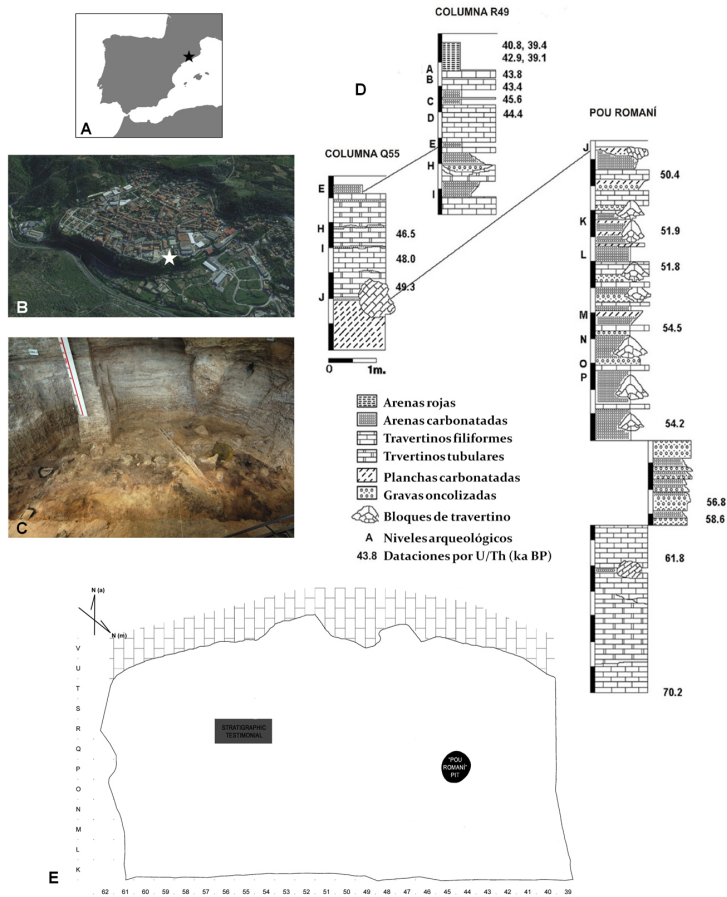 A
B
C
D
COLUMNA R49
40.8, 39.4
42.9, 39.1
A
B
43.8
43.4
C
45.6
D
44.4
E
H
I
COLUMNA Q55
E
H
46.5
I
48.0
J
49.3
1m.
POU ROMANÍ
J
50.4
K
51.9
L
51.8
M
54.5
N
O
P
54.2
56.8
58.6
61.8
70.2
Arenas rojas
Arenas carbonatadas
Travertinos filiformes
Trvertinos tubulares
Planchas carbonatadas
Gravas oncolizadas
Bloques de travertino
A Niveles arqueológicos
43.8 Dataciones por U/Th (ka BP)
N (a)
N (m)
V
U
T
S
R
Q
P
O
N
M
L
K
STRATIGRAPHIC
TESTIMONIAL
"POU
ROMANÍ"
PIT
E
62 61 60 59 58 57 56 55 54 53 52 51 50 49 48 47 46 45 44 43 42 41 40 39